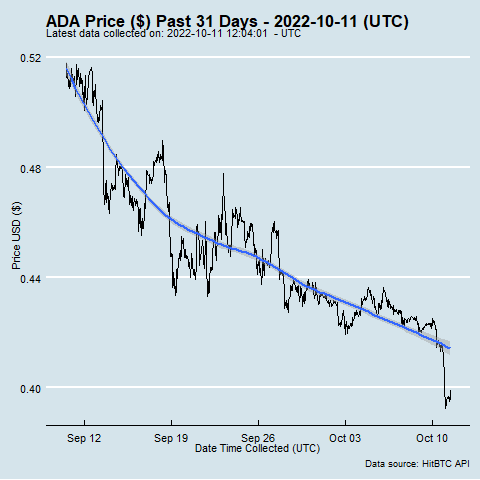 ADA Price ($) Past 31 Days - 2022-10-11 (UTC)
Latest data collected on: 2022-10-11 12:04:01 - UTC
Price USD ($)
0.52
0.48
0.44
0.40
Sep 12 Sep 19 Sep 26 Oct 03 Oct 10
Date Time Collected (UTC)
Data source: HitBTC API